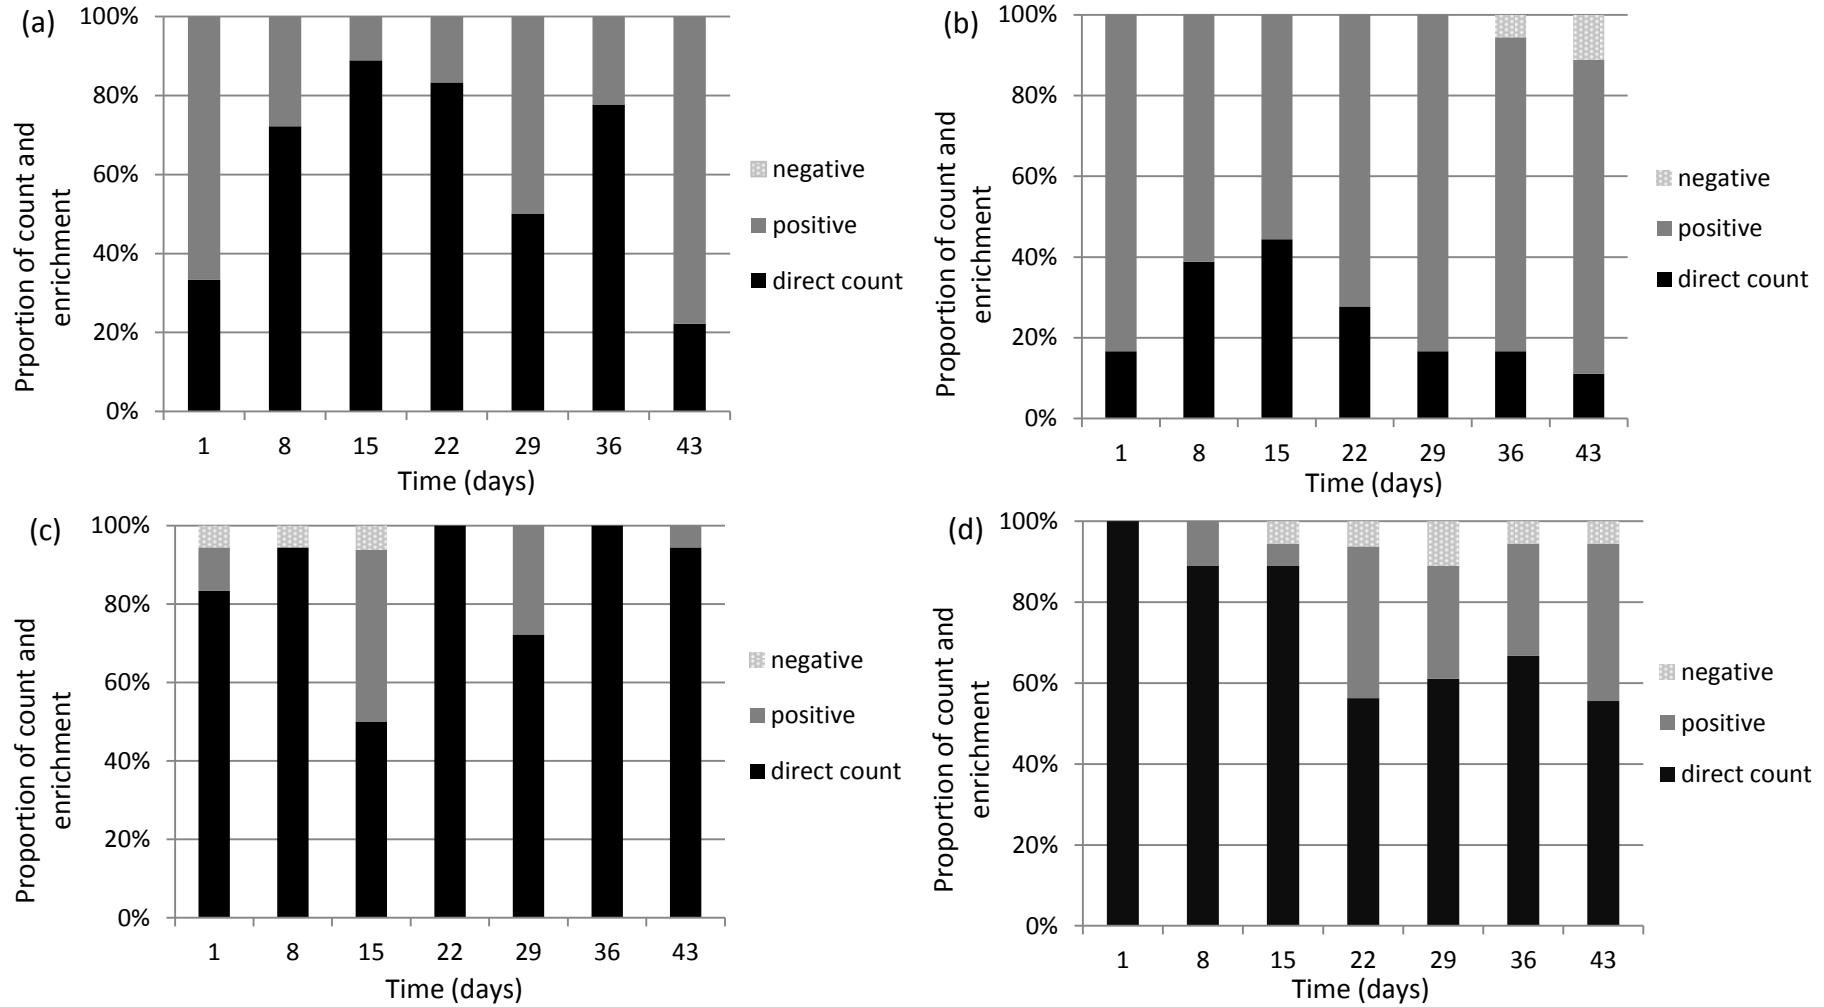 (a)
100%
80%
60%
40%
20%
0%
Prportion of count and
enrichment
1 8 15 22 29 36 43
Time (days)
negative
positive
direct count
(b)
100%
80%
60%
40%
20%
0%
Proportion of count and
enrichment
1 8 15 22 29 36 43
Time (days)
negative
positive
direct count
(c)
100%
80%
60%
40%
20%
0%
Proportion of count and
enrichment
1 8 15 22 29 36 43
Time (days)
negative
positive
direct count
(d)
100%
80%
60%
40%
20%
0%
Proportion of count and
enrichment
1 8 15 22 29 36 43
Time (days)
negative
positive
direct count